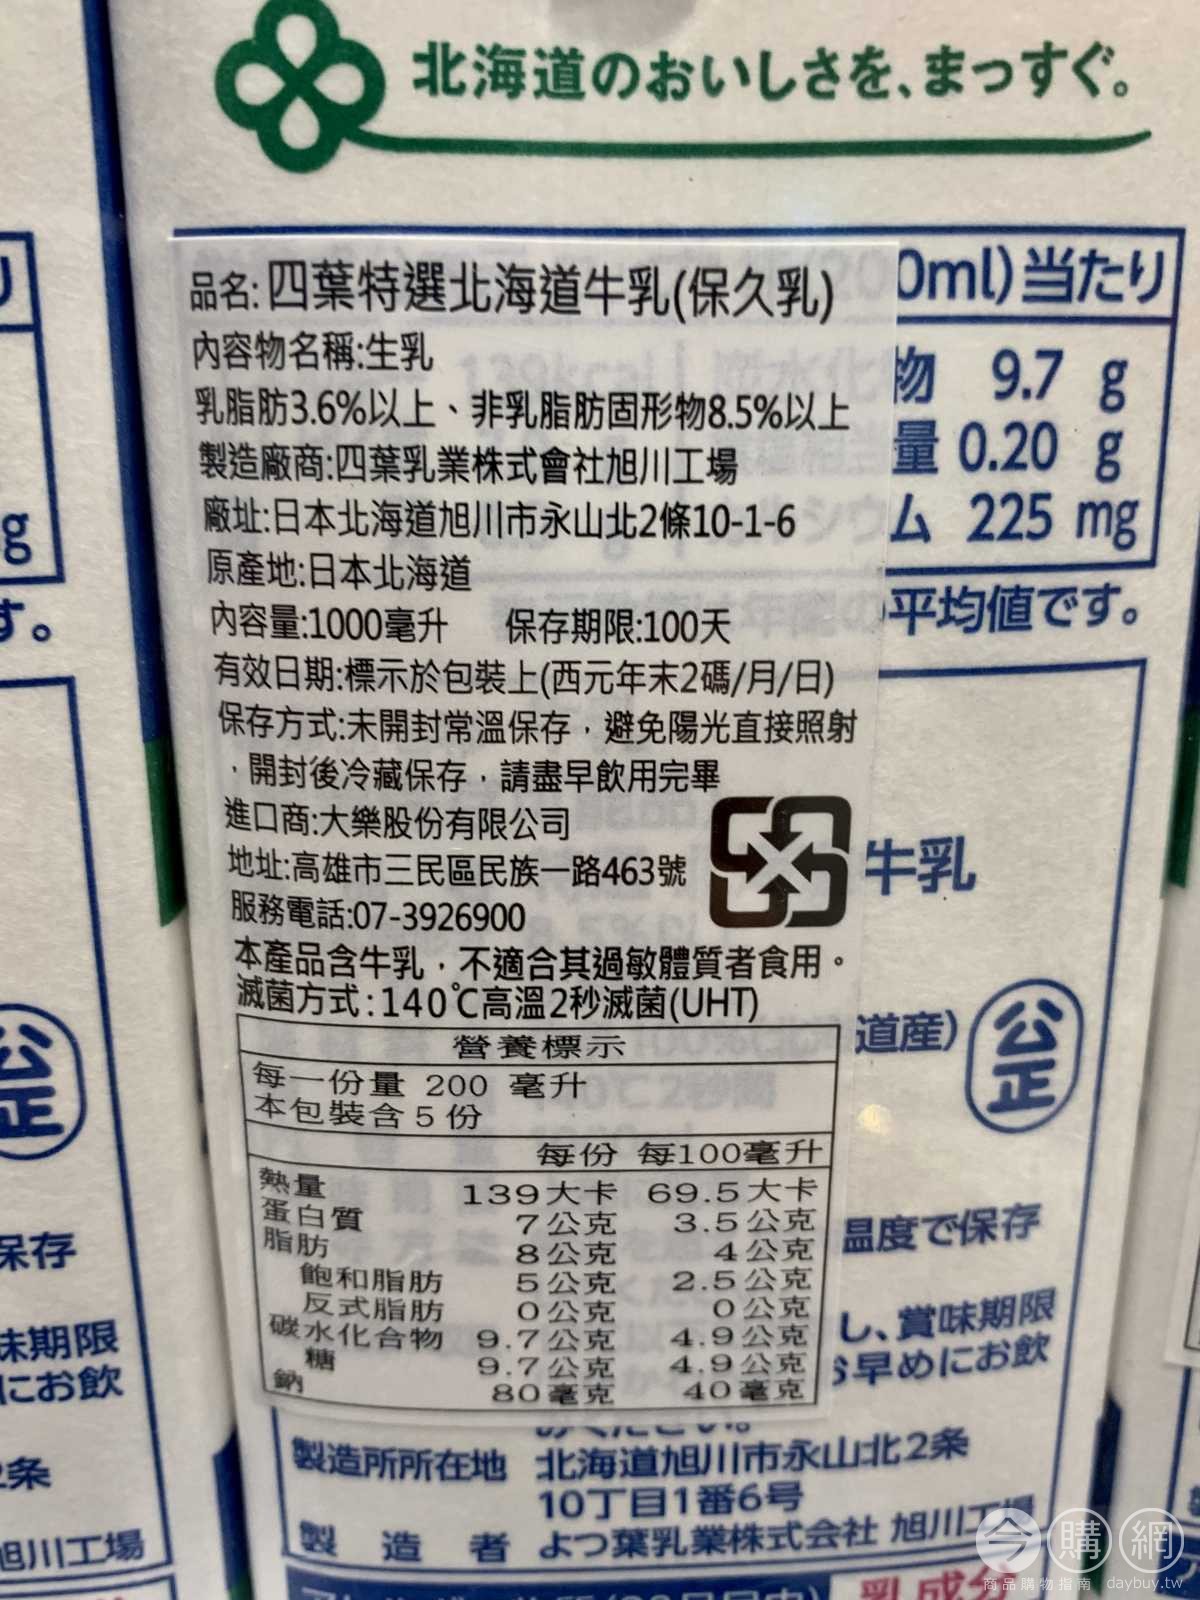 北海道のおいしさを、まっすぐ。
0ml)当たり
物 9.7 g
量 0.20 g
ム 225 mg
平均値です。
品名:四葉特選北海道牛乳(保久乳)
內容物名稱:生乳
乳脂肪3.6%以上、非乳脂肪固形物8.5%以上
製造廠商:四葉乳業株式會社旭川工場
廠址:日本北海道旭川市永山北2條10-1-6
原產地:日本北海道
內容量:1000毫升 保存期限:100天
有效日期:標示於包裝上(西元年末2碼/月/日)
保存方式:未開封常溫保存，避免陽光直接照射
，開封後冷藏保存，請盡早飲用完畢
進口商:大樂股份有限公司
地址:高雄市三民區民族一路463號
服務電話:07-3926900
本產品含牛乳，不適合其過敏體質者食用。
滅菌方式:140℃高溫2秒滅菌(UHT)
營養標示
每一份量 200 毫升
本包裝含 5 份
每份 每100毫升
熱量 139大卡 69.5大卡
蛋白質 7公克 3.5公克
脂肪 8公克 4公克
飽和脂肪 5公克 2.5公克
反式脂肪 0公克 0公克
碳水化合物 9.7公克 4.9公克
糖 9.7公克 4.9公克
鈉 80毫克 40毫克
牛乳
道産)
公正
温度で保存
し、賞味期限
お早めにお飲
みください。
製造所所在地 北海道旭川市永山北2条
10丁目1番6号
製造者 よつ葉乳業株式会社 旭川工場
乳成分
g
す。
公正
保存
味期限
にお飲
2条
旭川工場
今購網
商品購物指南 daybuy.tw